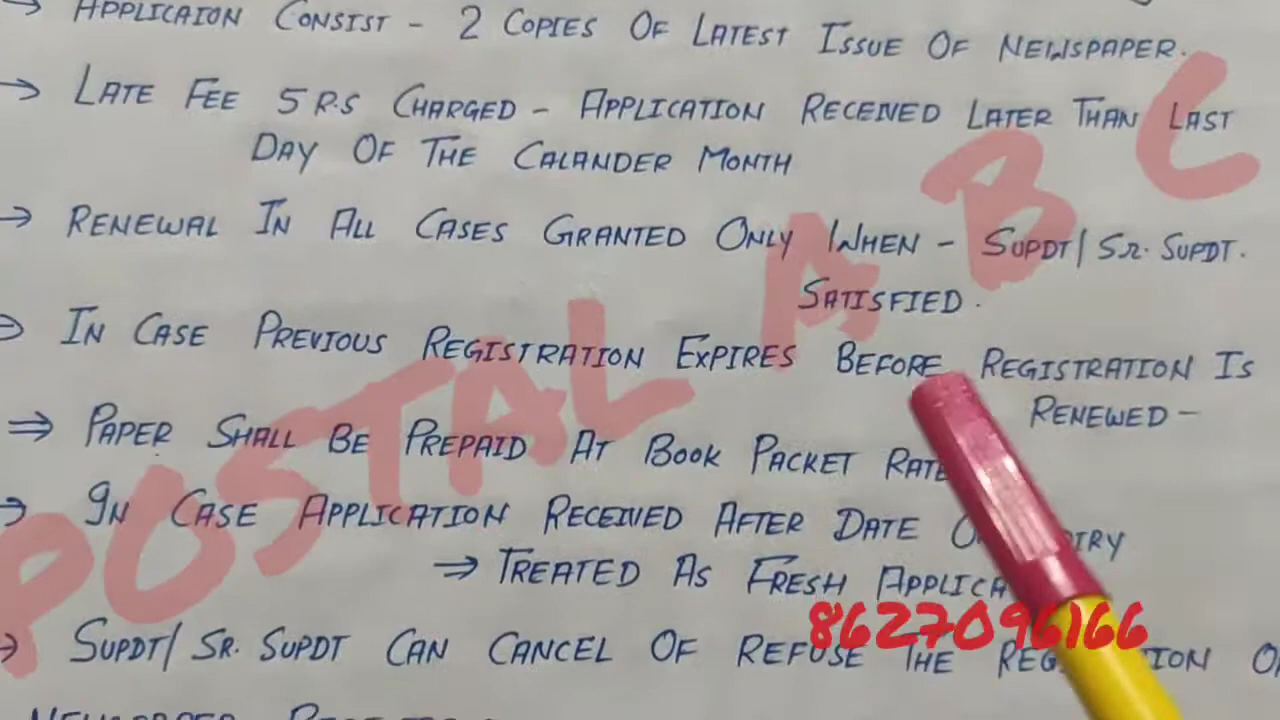 → APPLICAION CONSIST - 2 COPIES OF LATEST ISSUE OF NEWSPAPER.
→ LATE FEE 5 R.S CHARGED - APPLICATION RECEIVED LATER THAN LAST
DAY OF THE CALANDER MONTH
→ RENEWAL IN ALL CASES GRANTED ONLY WHEN - SUPDT/SR. SUPDT.
SATISFIED.
⇒ IN CASE PREVIOUS REGISTRATION EXPIRES BEFORE REGISTRATION IS
RENEWED -
⇒ PAPER SHALL BE PREPAID AT BOOK PACKET RATE
→ IN CASE APPLICATION RECEIVED AFTER DATE
→ TREATED AS FRESH
8627096166
→ SUPDT/SR. SUPDT CAN CANCEL OF REFUSE THE
NEWSPAPER
POSTAL ABC